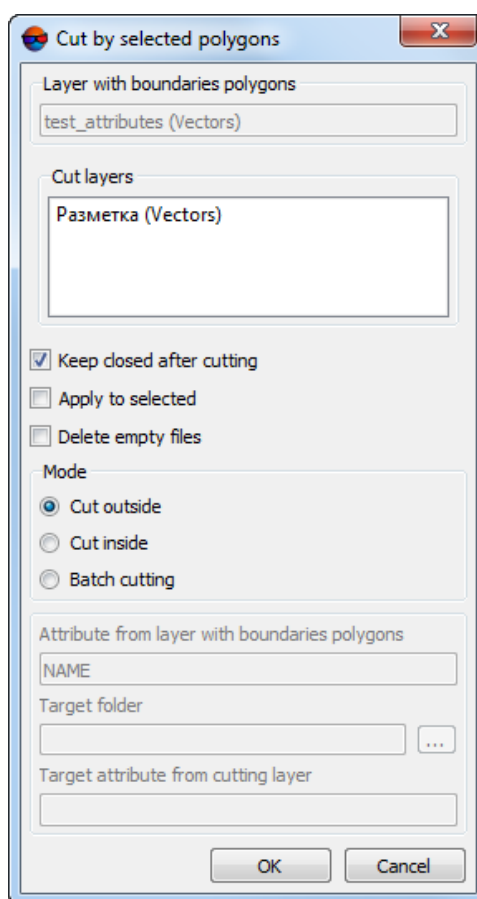 Cut by selected polygons
Layer with boundaries polygons
test_attributes (Vectors)
Cut layers
Разметка (Vectors)
Keep closed after cutting
Apply to selected
Delete empty files
Mode
Cut outside
Cut inside
Batch cutting
Attribute from layer with boundaries polygons
NAME
Target folder
...
Target attribute from cutting layer
OK Cancel